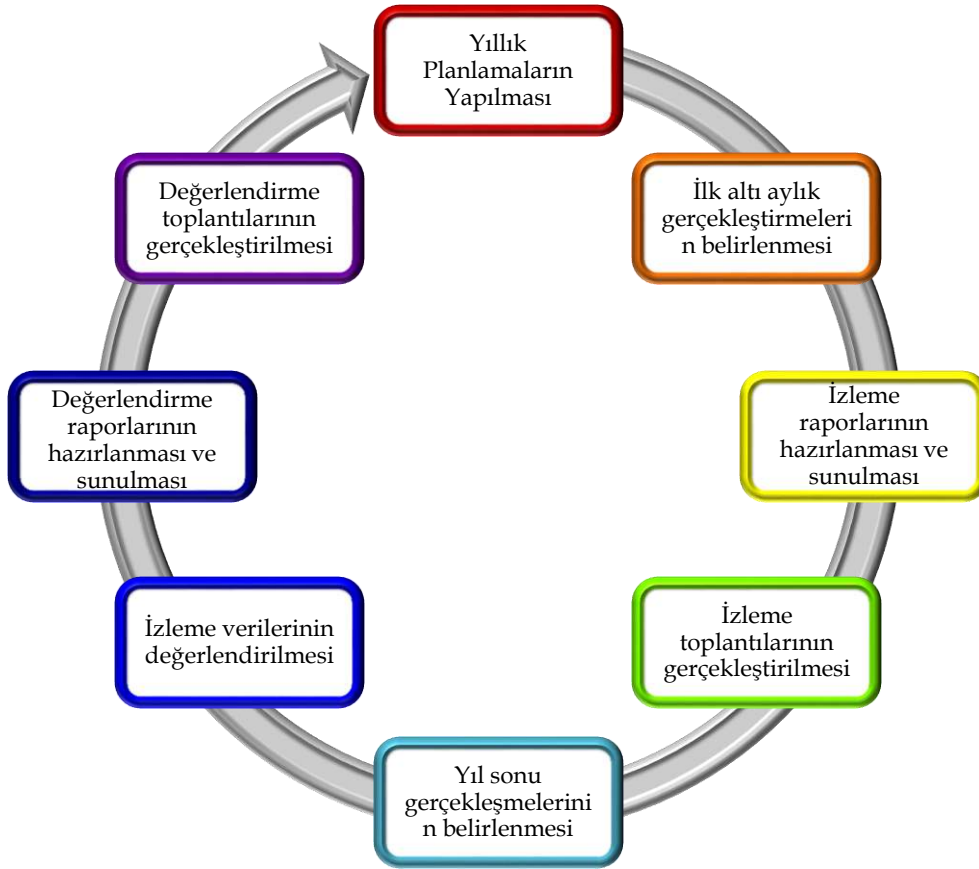 Yıllık
Planlamaların
Yapılması
İlk altı aylık
gerçekleştirmeleri
n belirlenmesi
İzleme
raporlarının
hazırlanması ve
sunulması
İzleme
toplantılarının
gerçekleştirilmesi
Yıl sonu
gerçekleşmelerini
n belirlenmesi
İzleme verilerinin
değerlendirilmesi
Değerlendirme
raporlarının
hazırlanması ve
sunulması
Değerlendirme
toplantılarının
gerçekleştirilmesi